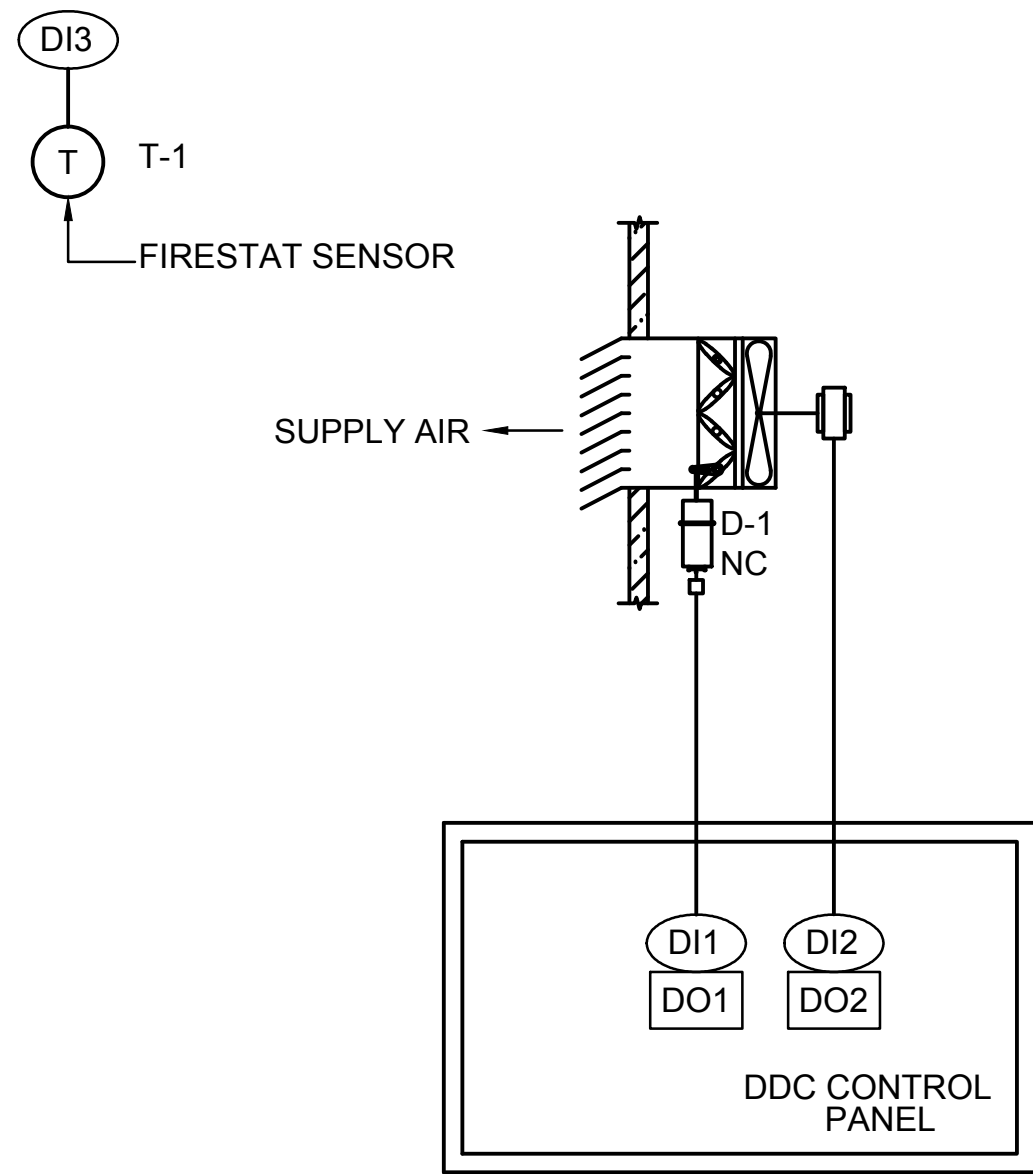 DI3
T
T-1
FIRESTAT SENSOR
SUPPLY AIR
D-1
NC
DI1
DI2
DO1
DO2
DDC CONTROL
PANEL